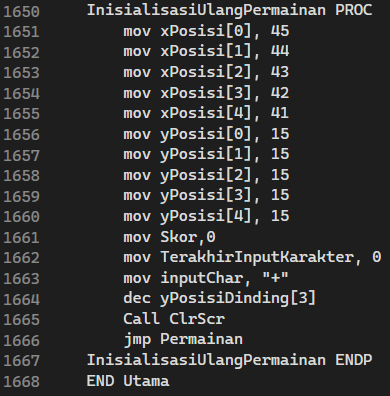 1650 InisialisasiUlangPermainan PROC
1651 mov xPosisi[0], 45
1652 mov xPosisi[1], 44
1653 mov xPosisi[2], 43
1654 mov xPosisi[3], 42
1655 mov xPosisi[4], 41
1656 mov yPosisi[0], 15
1657 mov yPosisi[1], 15
1658 mov yPosisi[2], 15
1659 mov yPosisi[3], 15
1660 mov yPosisi[4], 15
1661 mov Skor,0
1662 mov TerakhirInputKarakter, 0
1663 mov inputChar, "+"
1664 dec yPosisiDinding[3]
1665 Call ClrScr
1666 jmp Permainan
1667 InisialisasiUlangPermainan ENDP
1668 END Utama